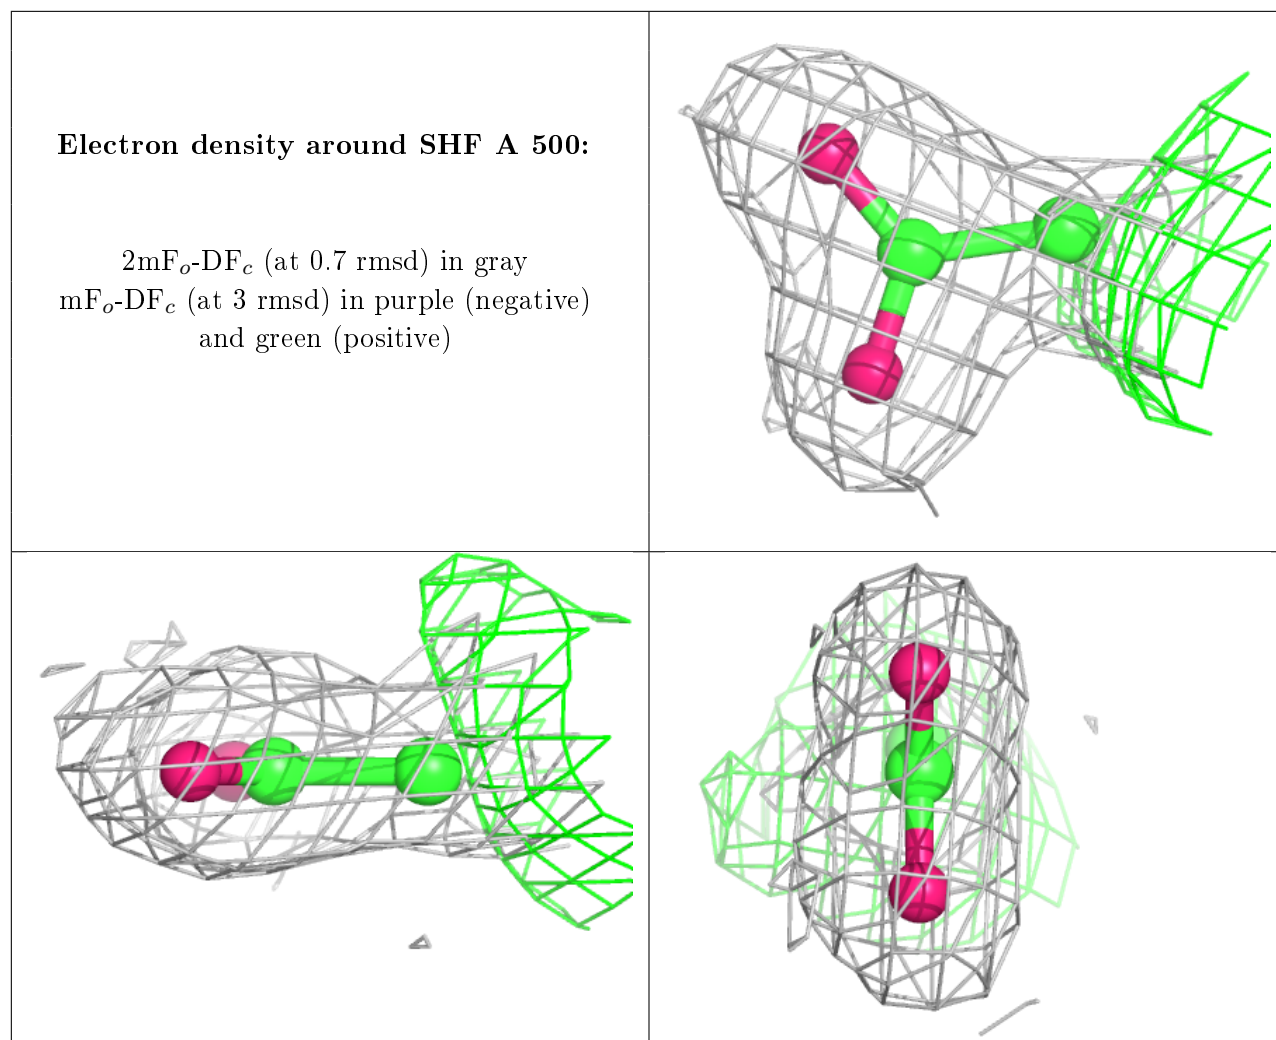 Electron density around SHF A 500:
2mFₒ-DF𝒸 (at 0.7 rmsd) in gray
mFₒ-DF𝒸 (at 3 rmsd) in purple (negative)
and green (positive)